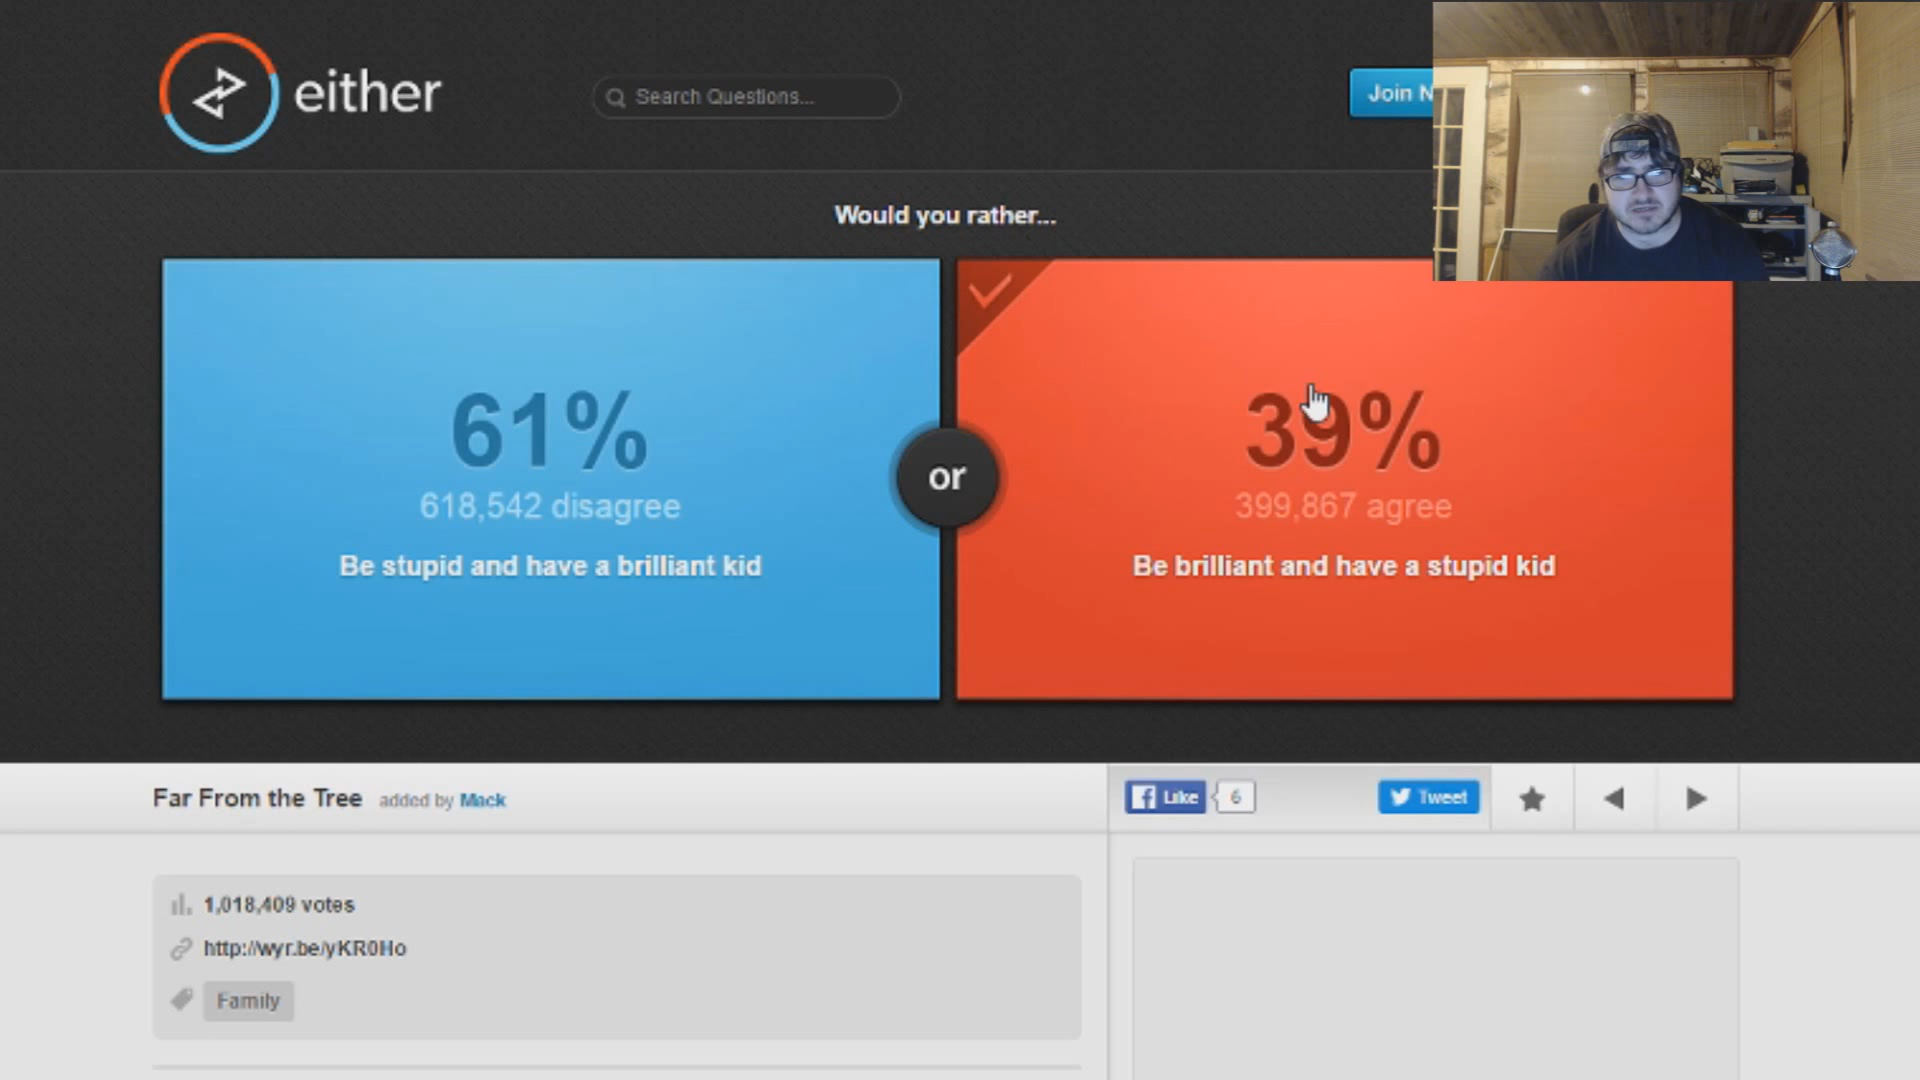 either
Search Questions...
Join N
Would you rather...
61%
618,542 disagree
Be stupid and have a brilliant kid
or
39%
399,867 agree
Be brilliant and have a stupid kid
Far From the Tree added by Mack
Like 6 Tweet
1,018,409 votes
http://wyr.be/yKR0Ho
Family